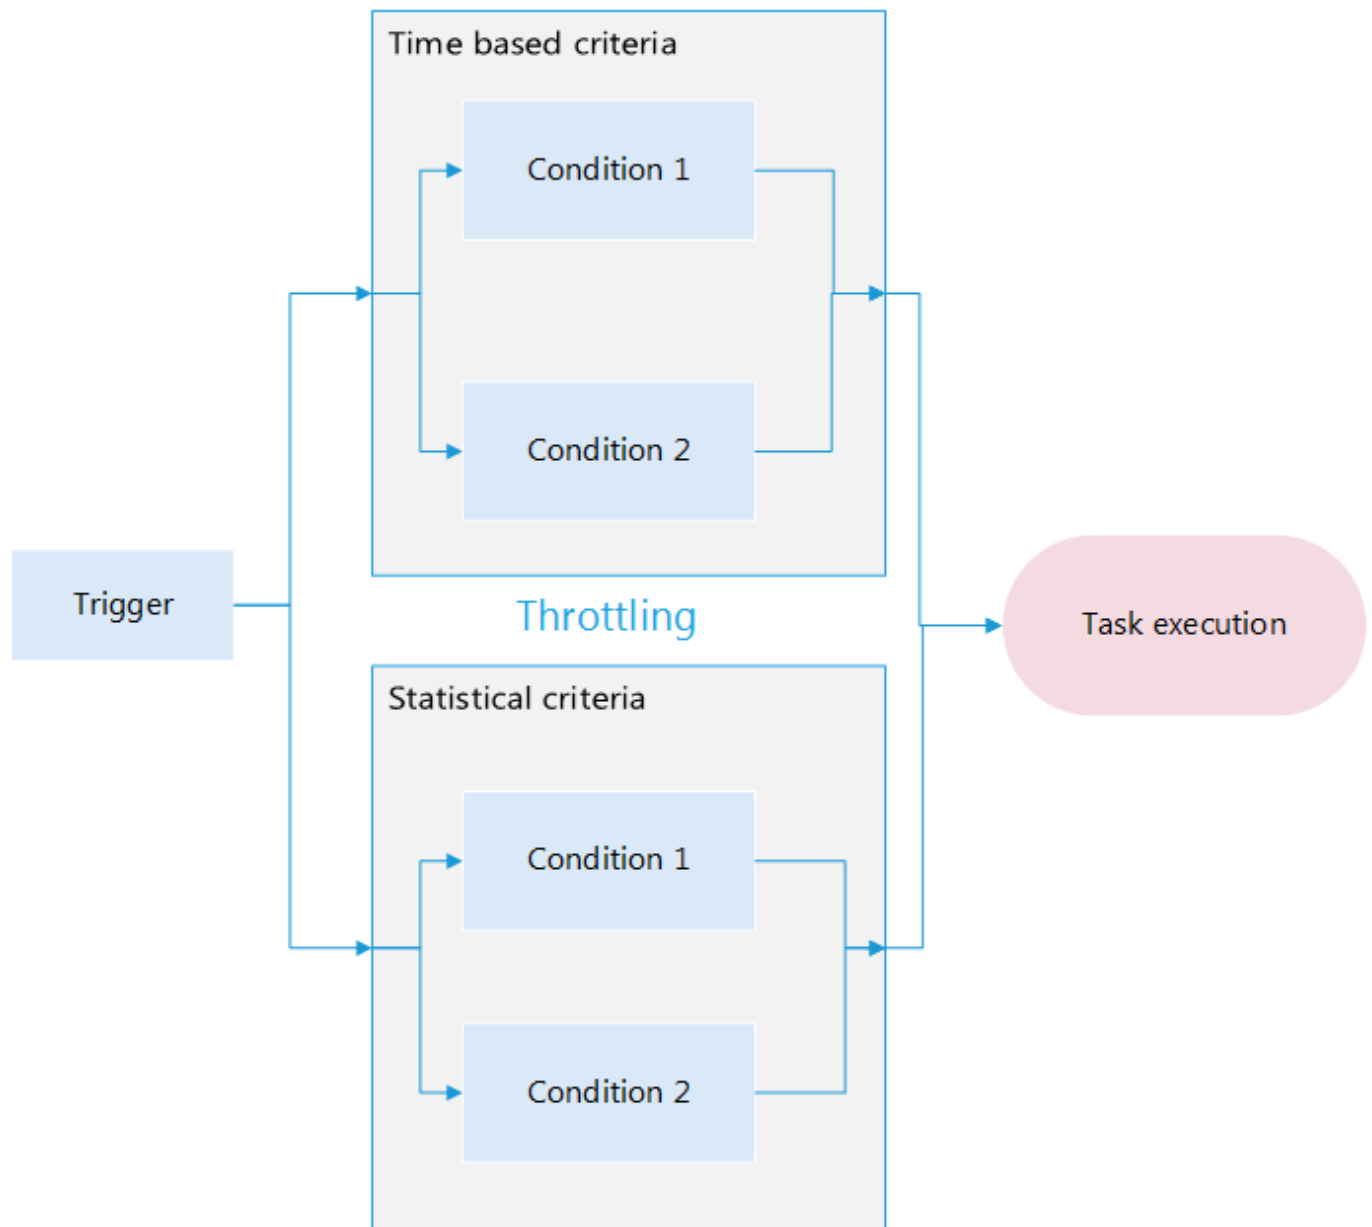 Time based criteria
Condition 1
Condition 2
Trigger
Throttling
Task execution
Statistical criteria
Condition 1
Condition 2